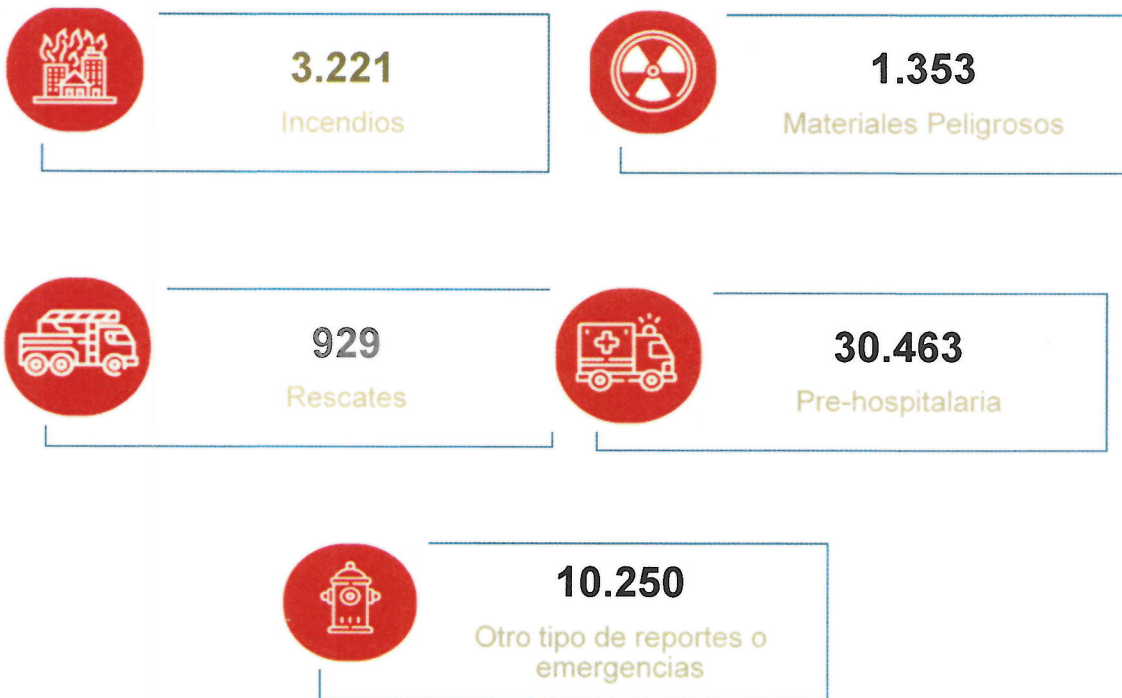 3.221
Incendios
1.353
Materiales Peligrosos
929
Rescates
30.463
Pre-hospitalaria
10.250
Otro tipo de reportes o
emergencias